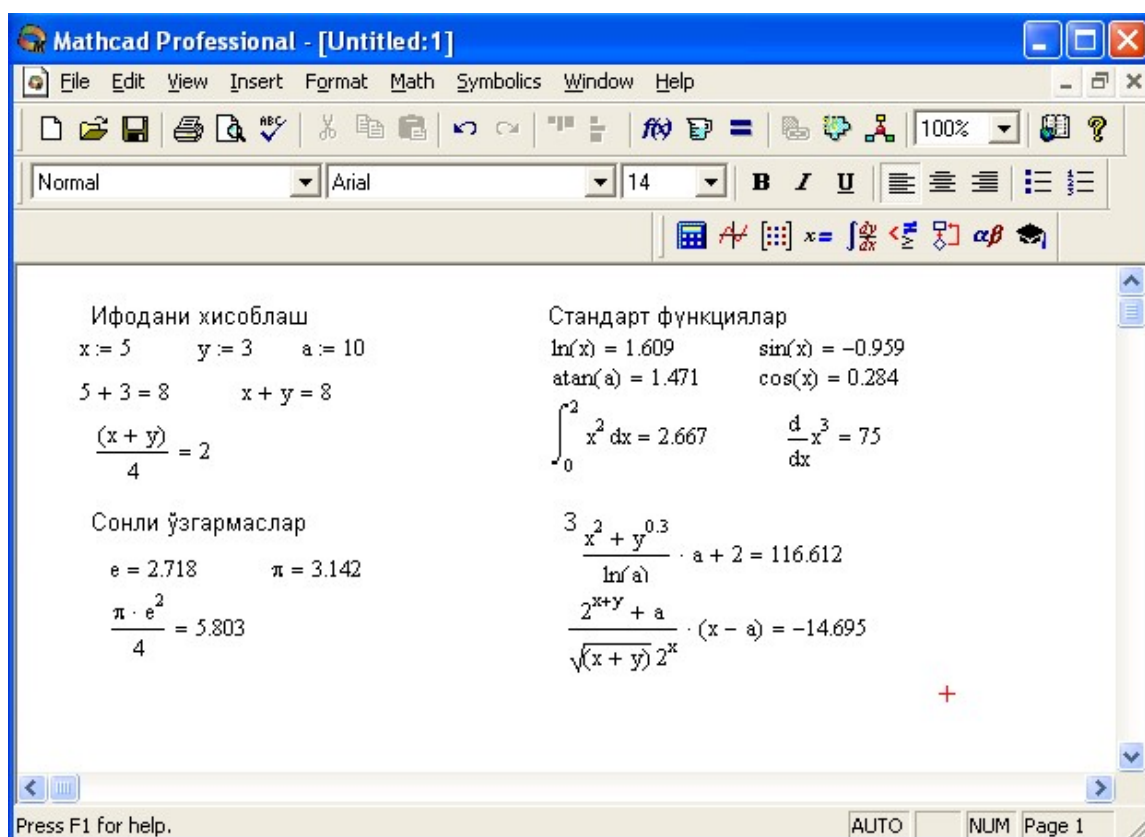 Mathcad Professional - [Untitled:1]
File Edit View Insert Format Math Symbolics Window Help
100%
Normal Arial 14 B I U
Ифодани хисоблаш
x := 5 y := 3 a := 10
5 + 3 = 8 x + y = 8
(x + y)/4 = 2
Сонли ўзгармаслар
e = 2.718 π = 3.142
(π · e^2)/4 = 5.803
Стандарт функциялар
ln(x) = 1.609 sin(x) = −0.959
atan(a) = 1.471 cos(x) = 0.284
∫_0^2 x^2 dx = 2.667 d/dx x^3 = 75
3 (x^2 + y^0.3)/ln(a) · a + 2 = 116.612
(2^(x+y) + a)/(√(x + y) 2^x) · (x − a) = −14.695
Press F1 for help. AUTO NUM Page 1